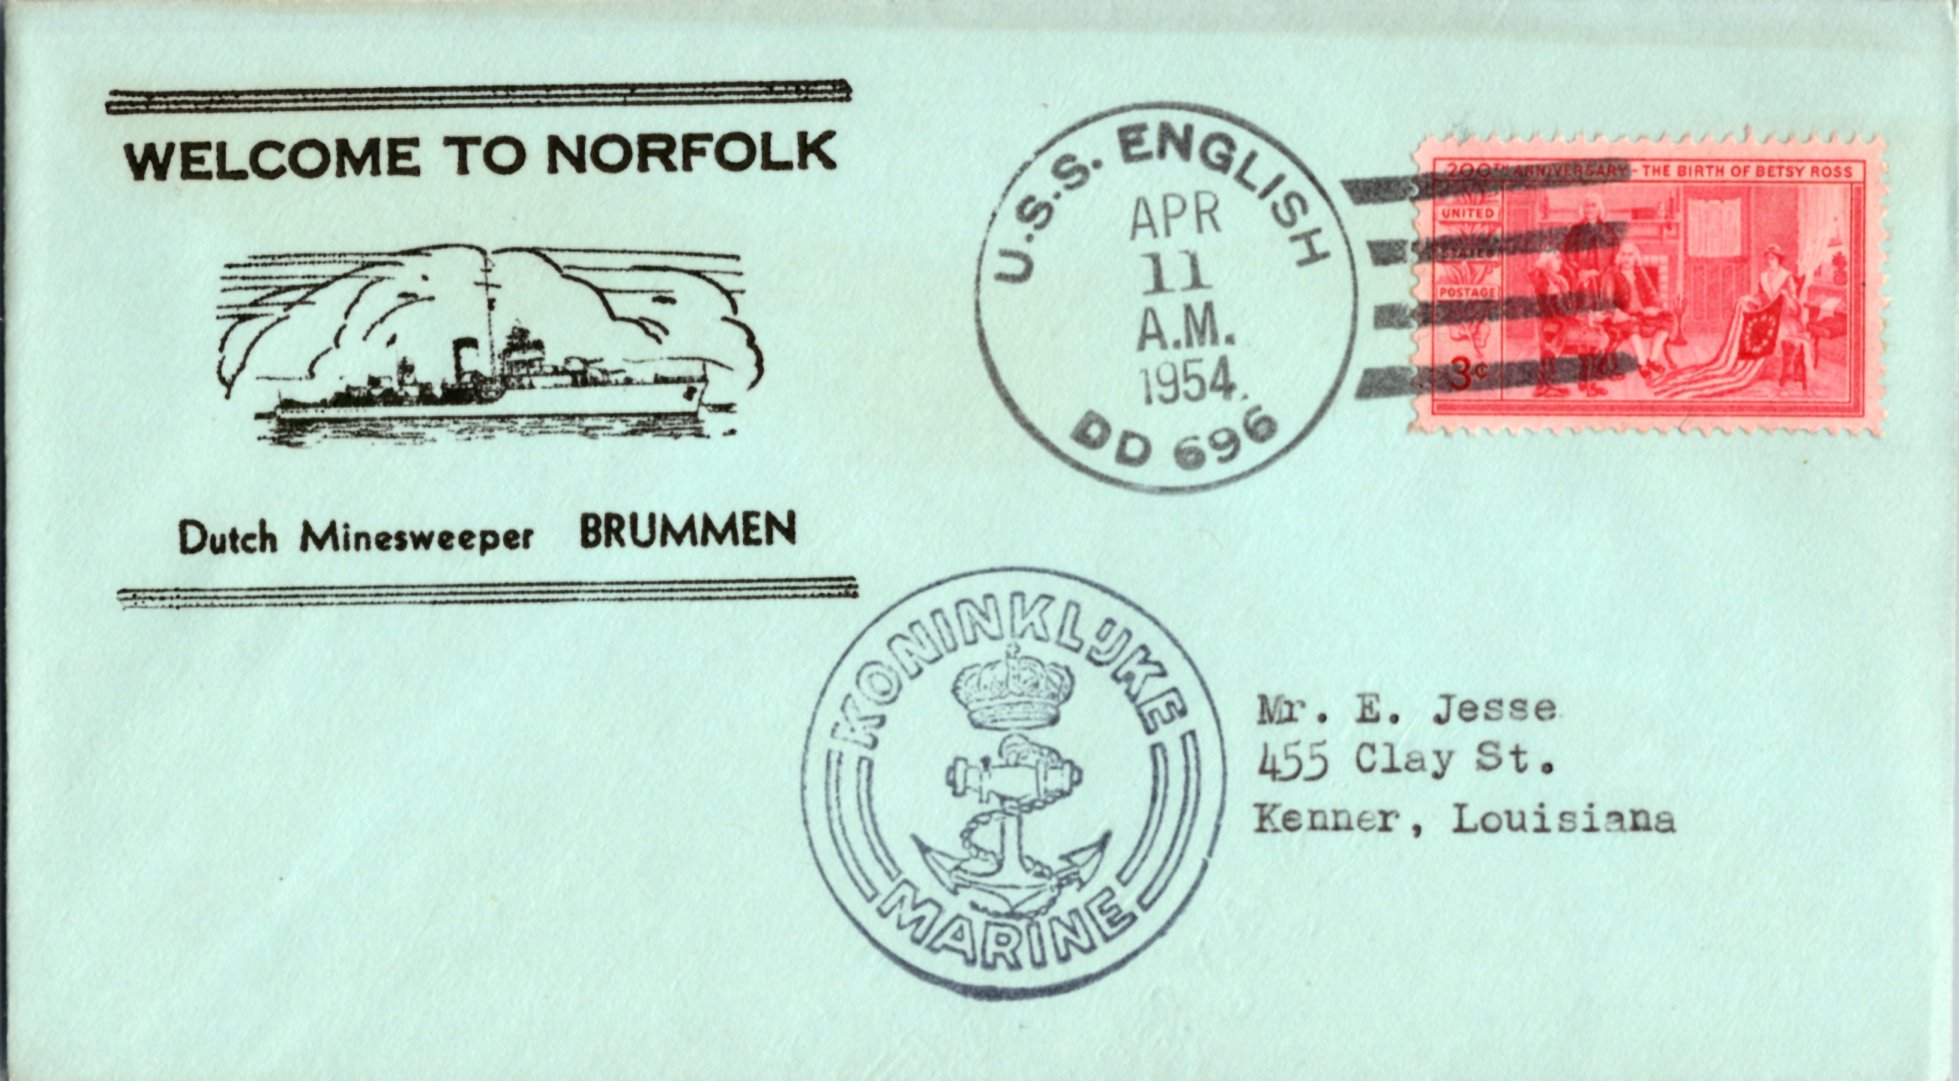 WELCOME TO NORFOLK
Dutch Minesweeper BRUMMEN
U.S.S. ENGLISH
APR
11
A.M.
1954
DD 696
200TH ANNIVERSARY - THE BIRTH OF BETSY ROSS
UNITED
STATES
POSTAGE
3¢
KONINKLIJKE
MARINE
Mr. E. Jesse
455 Clay St.
Kenner, Louisiana